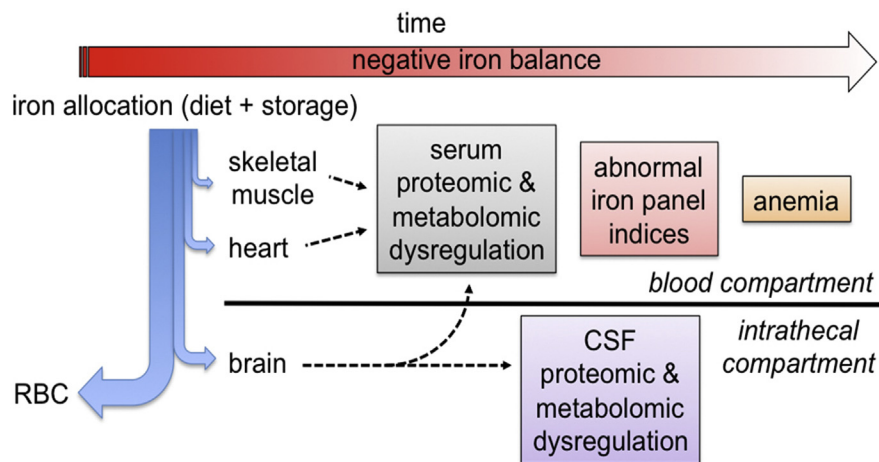 time
negative iron balance
iron allocation (diet + storage)
skeletal
muscle
heart
serum
proteomic &
metabolomic
dysregulation
abnormal
iron panel
indices
anemia
blood compartment
intrathecal
compartment
brain
RBC
CSF
proteomic &
metabolomic
dysregulation